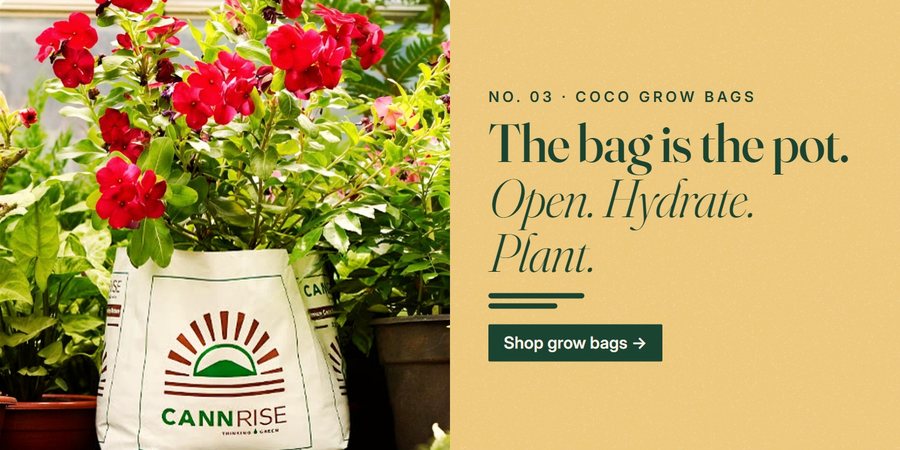 NO. 03 · COCO GROW BAGS
The bag is the pot.
Open. Hydrate.
Plant.
Shop grow bags →
CANNRISE
THINKING GREEN